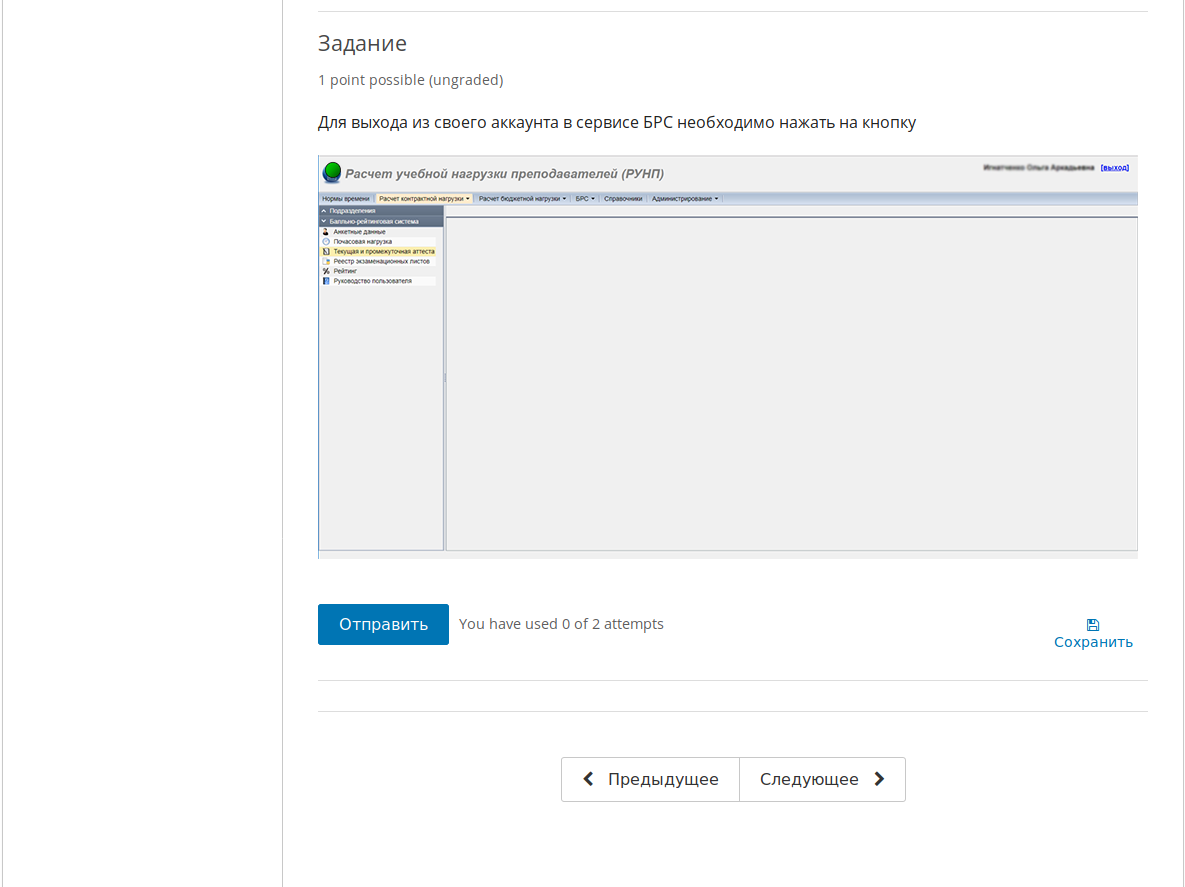 Задание
1 point possible (ungraded)
Для выхода из своего аккаунта в сервисе БРС необходимо нажать на кнопку
Расчет учебной нагрузки преподавателей (РУНП)
[выход]
Нормы времени Расчет контрактной нагрузки Расчет бюджетной нагрузки БРС Справочники Администрирование
Подразделения
Балльно-рейтинговая система
Анкетные данные
Почасовая нагрузка
Текущая и промежуточная аттеста
Реестр экзаменационных листов
Рейтинг
Руководство пользователя
Отправить
You have used 0 of 2 attempts
Сохранить
Предыдущее
Следующее